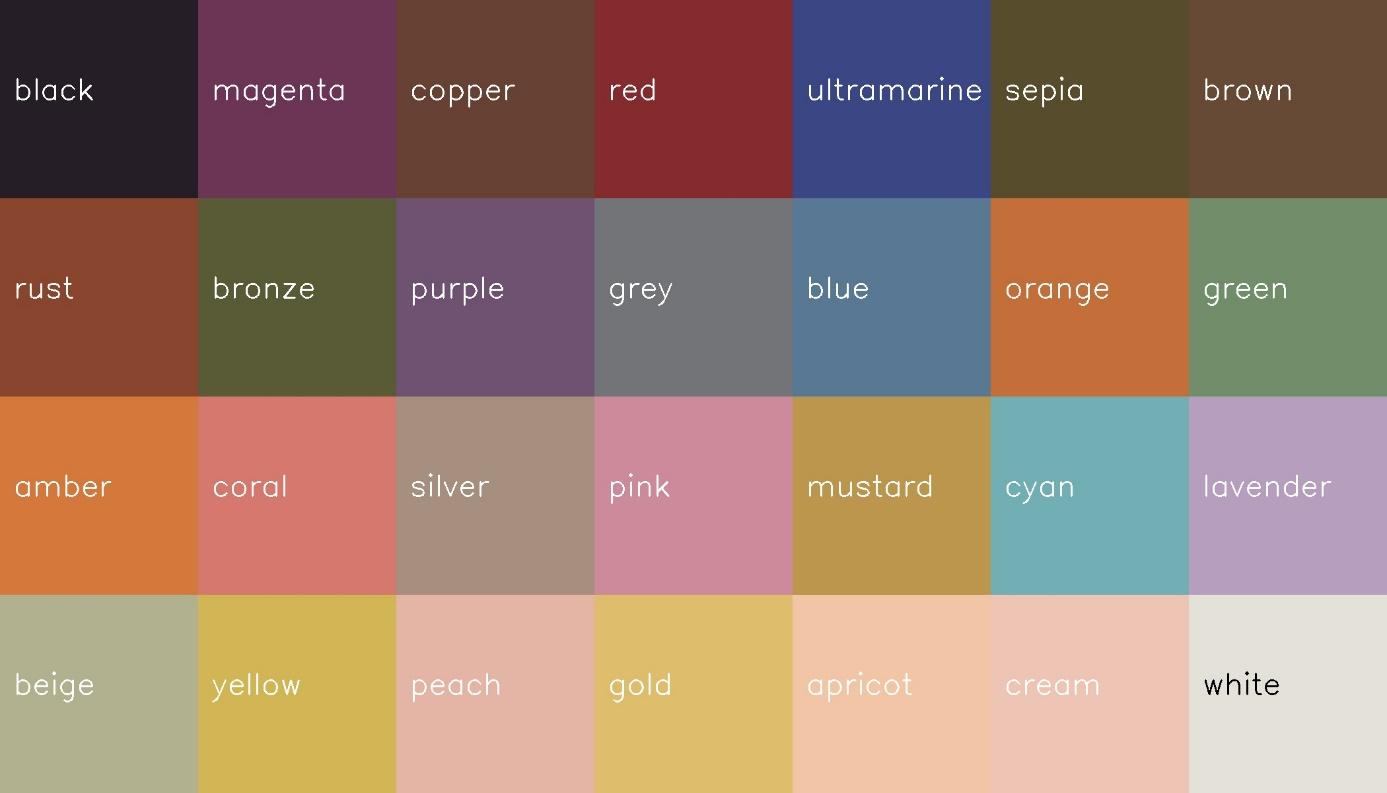 black magenta copper red ultramarine sepia brown
rust bronze purple grey blue orange green
amber coral silver pink mustard cyan lavender
beige yellow peach gold apricot cream white